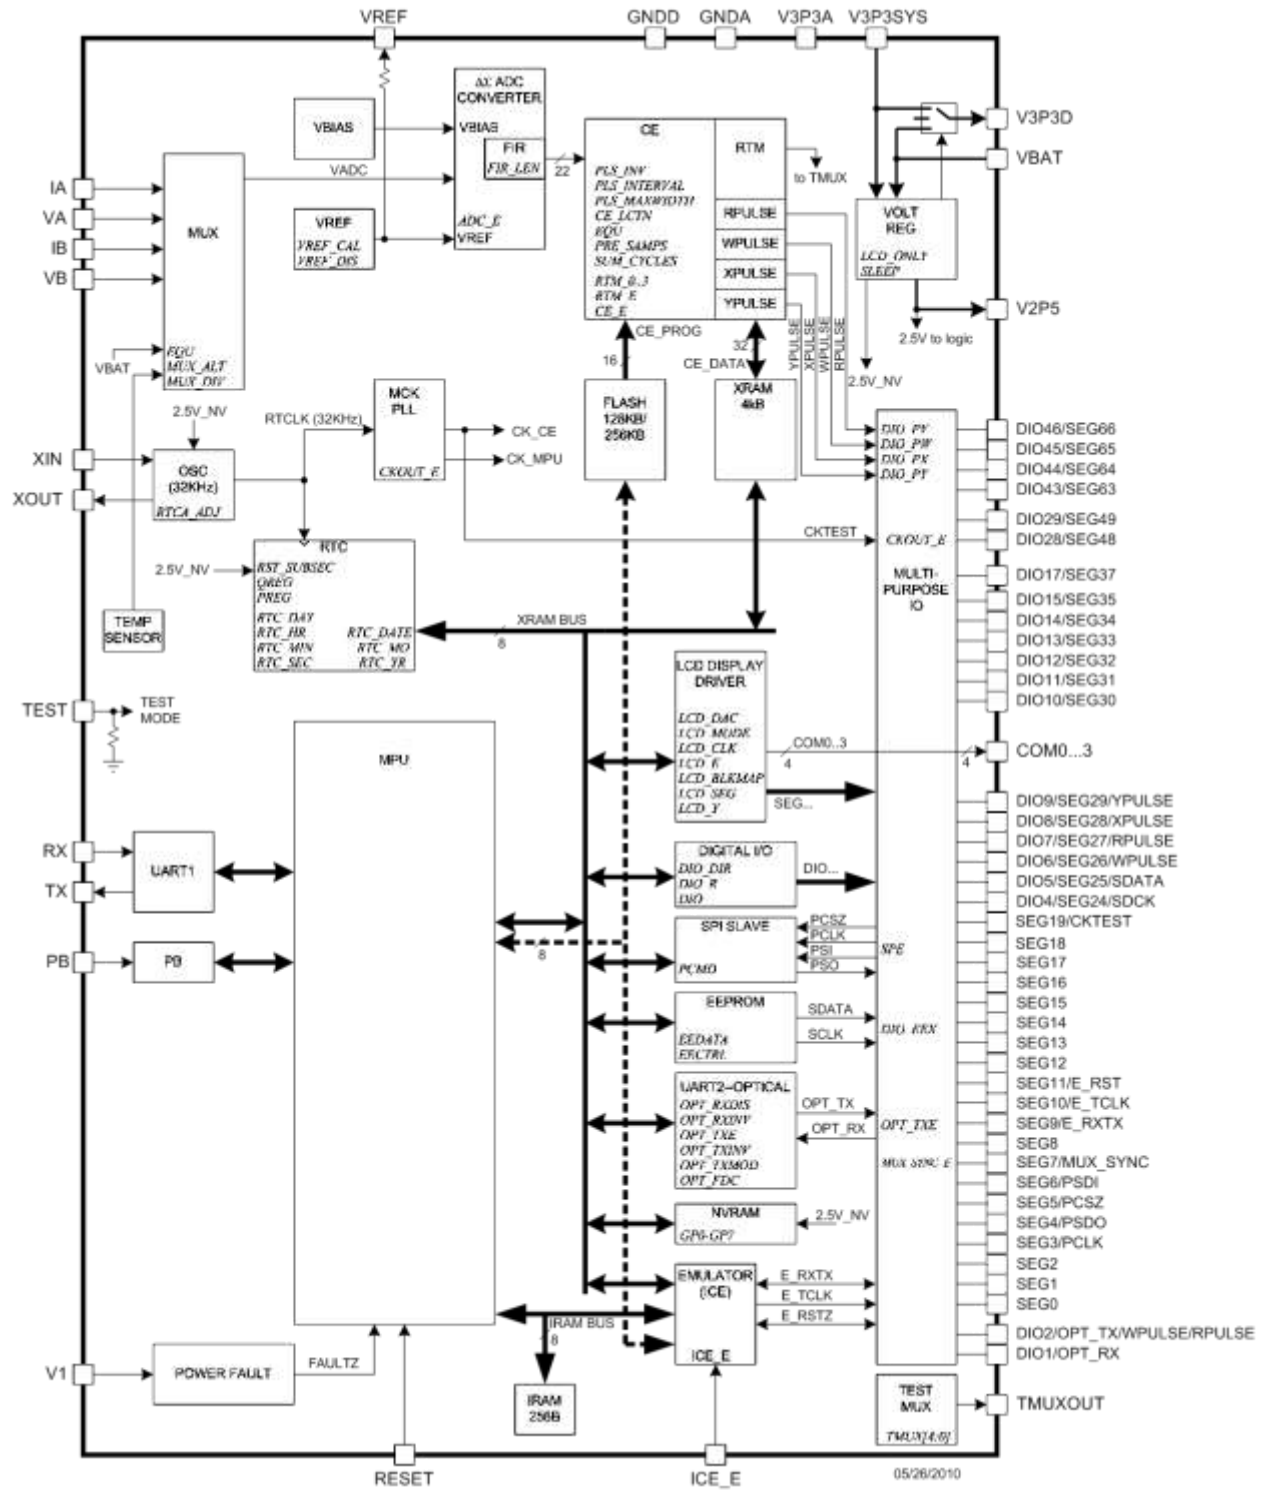 VREF
GNDD
GNDA
V3P3A
V3P3SYS
ΔΣ ADC
CONVERTER
VBIAS
VBIAS
FIR
FIR_LEN
22
VADC
VREF
VREF_CAL
VREF_DIS
ADC_E
VREF
CE
PLS_INV
PLS_INTERVAL
PLS_MAXWIDTH
CE_LCTN
EQU
PRE_SAMPS
SUM_CYCLES
RTM_0..3
RTM_E
CE_E
RTM
to TMUX
RPULSE
WPULSE
XPULSE
YPULSE
YPULSE
XPULSE
WPULSE
RPULSE
V3P3D
VBAT
VOLT
REG
LCD_ONLY
SLEEP
V2P5
2.5V to logic
2.5V_NV
IA
VA
IB
VB
MUX
VBAT
EQU
MUX_ALT
MUX_DIV
CE_PROG
16
32
CE_DATA
FLASH
128KB/
256KB
XRAM
4kB
MCK
PLL
CKOUT_E
RTCLK (32KHz)
CK_CE
CK_MPU
2.5V_NV
XIN
XOUT
OSC
(32KHz)
RTCA_ADJ
CKTEST
RTC
2.5V_NV
RST_SUBSEC
QREG
PREG
RTC_DAY
RTC_HR
RTC_MIN
RTC_SEC
RTC_DATE
RTC_MO
RTC_YR
XRAM BUS
8
TEMP
SENSOR
TEST
TEST
MODE
MPU
RX
TX
UART1
PB
PB
8
V1
POWER FAULT
FAULTZ
RESET
IRAM BUS
8
IRAM
256B
LCD DISPLAY
DRIVER
LCD_DAC
LCD_MODE
LCD_CLK
LCD_E
LCD_BLKMAP
LCD_SEG
LCD_Y
COM0..3
4
4
SEG...
DIGITAL I/O
DIO_DIR
DIO_R
DIO
DIO...
SPI SLAVE
PCMD
PCSZ
PCLK
PSI
PSO
EEPROM
EEDATA
EECTRL
SDATA
SCLK
UART2-OPTICAL
OPT_RXDIS
OPT_RXINV
OPT_TXE
OPT_TXINV
OPT_TXMOD
OPT_FDC
OPT_TX
OPT_RX
NVRAM
GP0-GP7
2.5V_NV
EMULATOR
(ICE)
ICE_E
E_RXTX
E_TCLK
E_RSTZ
ICE_E
DIO_PV
DIO_PW
DIO_PX
DIO_PY
CKOUT_E
MULTI-
PURPOSE
IO
SPE
DIO_EEX
OPT_TXE
MUX_SYNC_E
TEST
MUX
TMUX[4:0]
DIO46/SEG66
DIO45/SEG65
DIO44/SEG64
DIO43/SEG63
DIO29/SEG49
DIO28/SEG48
DIO17/SEG37
DIO15/SEG35
DIO14/SEG34
DIO13/SEG33
DIO12/SEG32
DIO11/SEG31
DIO10/SEG30
COM0...3
DIO9/SEG29/YPULSE
DIO8/SEG28/XPULSE
DIO7/SEG27/RPULSE
DIO6/SEG26/WPULSE
DIO5/SEG25/SDATA
DIO4/SEG24/SDCK
SEG19/CKTEST
SEG18
SEG17
SEG16
SEG15
SEG14
SEG13
SEG12
SEG11/E_RST
SEG10/E_TCLK
SEG9/E_RXTX
SEG8
SEG7/MUX_SYNC
SEG6/PSDI
SEG5/PCSZ
SEG4/PSDO
SEG3/PCLK
SEG2
SEG1
SEG0
DIO2/OPT_TX/WPULSE/RPULSE
DIO1/OPT_RX
TMUXOUT
05/26/2010